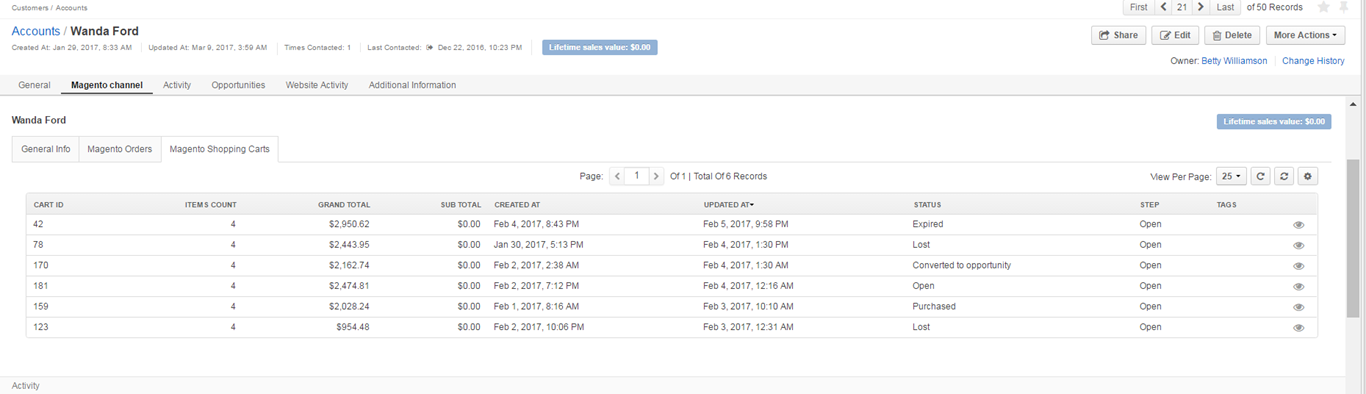 Customers / Accounts
First 21 Last of 50 Records
Accounts / Wanda Ford
Share Edit Delete More Actions
Created At: Jan 29, 2017, 8:33 AM Updated At: Mar 9, 2017, 3:59 AM Times Contacted: 1 Last Contacted: Dec 22, 2016, 10:23 PM Lifetime sales value: $0.00
Owner: Betty Williamson Change History
General Magento channel Activity Opportunities Website Activity Additional Information
Wanda Ford Lifetime sales value: $0.00
General Info Magento Orders Magento Shopping Carts
Page: 1 Of 1 | Total Of 6 Records View Per Page: 25
CART ID ITEMS COUNT GRAND TOTAL SUB TOTAL CREATED AT UPDATED AT STATUS STEP TAGS
42 4 $2,950.62 $0.00 Feb 4, 2017, 8:43 PM Feb 5, 2017, 9:58 PM Expired Open
78 4 $2,443.95 $0.00 Jan 30, 2017, 5:13 PM Feb 4, 2017, 1:30 PM Lost Open
170 4 $2,162.74 $0.00 Feb 2, 2017, 2:38 AM Feb 4, 2017, 1:30 AM Converted to opportunity Open
181 4 $2,474.81 $0.00 Feb 2, 2017, 7:12 PM Feb 4, 2017, 12:16 AM Open Open
159 4 $2,028.24 $0.00 Feb 1, 2017, 8:16 AM Feb 3, 2017, 10:10 AM Purchased Open
123 4 $954.48 $0.00 Feb 2, 2017, 10:06 PM Feb 3, 2017, 12:31 AM Lost Open
Activity